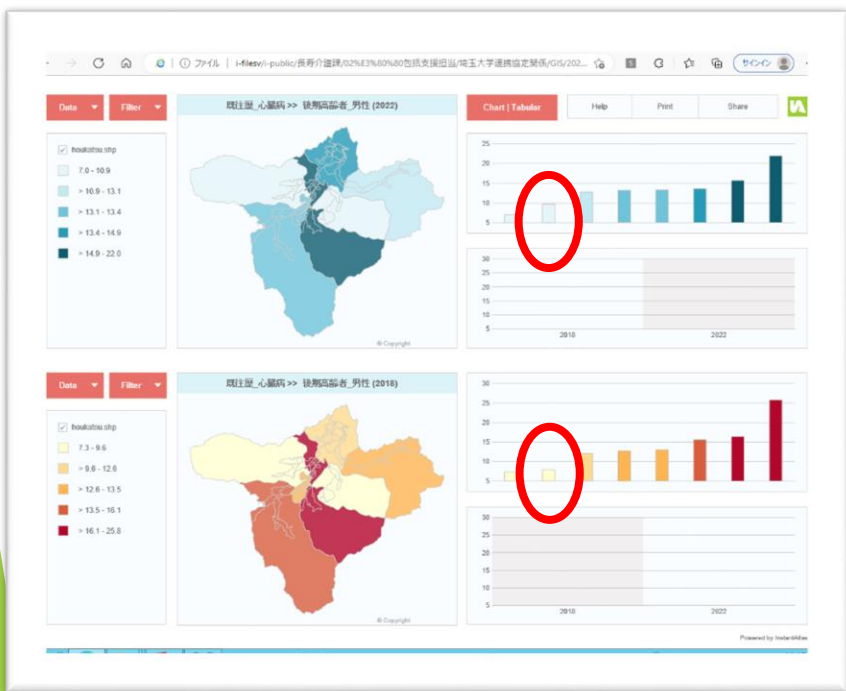 ファイル | i-filesv/i-public/長寿介護課/02%E3%80%80包括支援担当/埼玉大学連携協定関係/GIS/202...
サインイン
Data Filter
既往歴_心臓病 >> 後期高齢者_男性 (2022)
Chart | Tabular Help Print Share
houkatsu.shp
7.0 - 10.9
> 10.9 - 13.1
> 13.1 - 13.4
> 13.4 - 14.9
> 14.9 - 22.0
© Copyright
25
20
15
10
5
30
25
20
15
10
5
2018 2022
Data Filter
既往歴_心臓病 >> 後期高齢者_男性 (2018)
houkatsu.shp
7.3 - 9.6
> 9.6 - 12.6
> 12.6 - 13.5
> 13.5 - 16.1
> 16.1 - 25.8
© Copyright
30
25
20
15
10
5
30
25
20
15
10
5
2018 2022
Powered by InstantAtlas